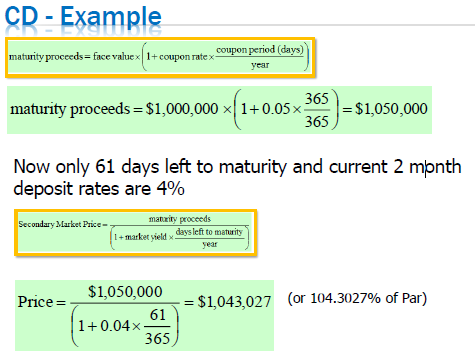 CD - Example
maturity proceeds = face value × (1 + coupon rate × coupon period (days) / year)
maturity proceeds = $1,000,000 × (1 + 0.05 × 365 / 365) = $1,050,000
Now only 61 days left to maturity and current 2 month
deposit rates are 4%
Secondary Market Price = maturity proceeds / (1 + market yield × days left to maturity / year)
Price = $1,050,000 / (1 + 0.04 × 61 / 365) = $1,043,027 (or 104.3027% of Par)